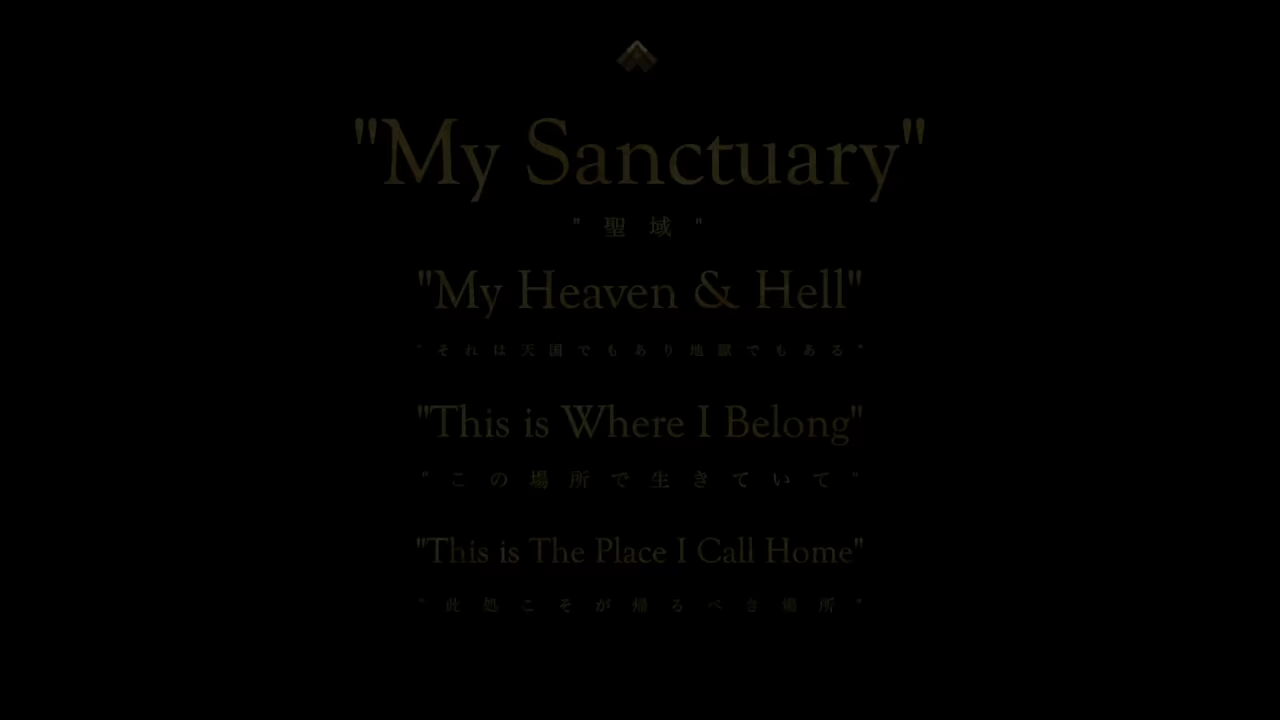 "My Sanctuary"
"聖域"
"My Heaven & Hell"
"それは天国でもあり地獄でもある"
"This is Where I Belong"
"この場所で生きていて"
"This is The Place I Call Home"
"此処こそが帰るべき場所"